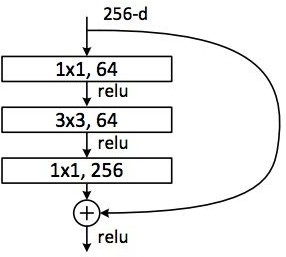 256-d
1x1, 64
relu
3x3, 64
relu
1x1, 256
+
relu